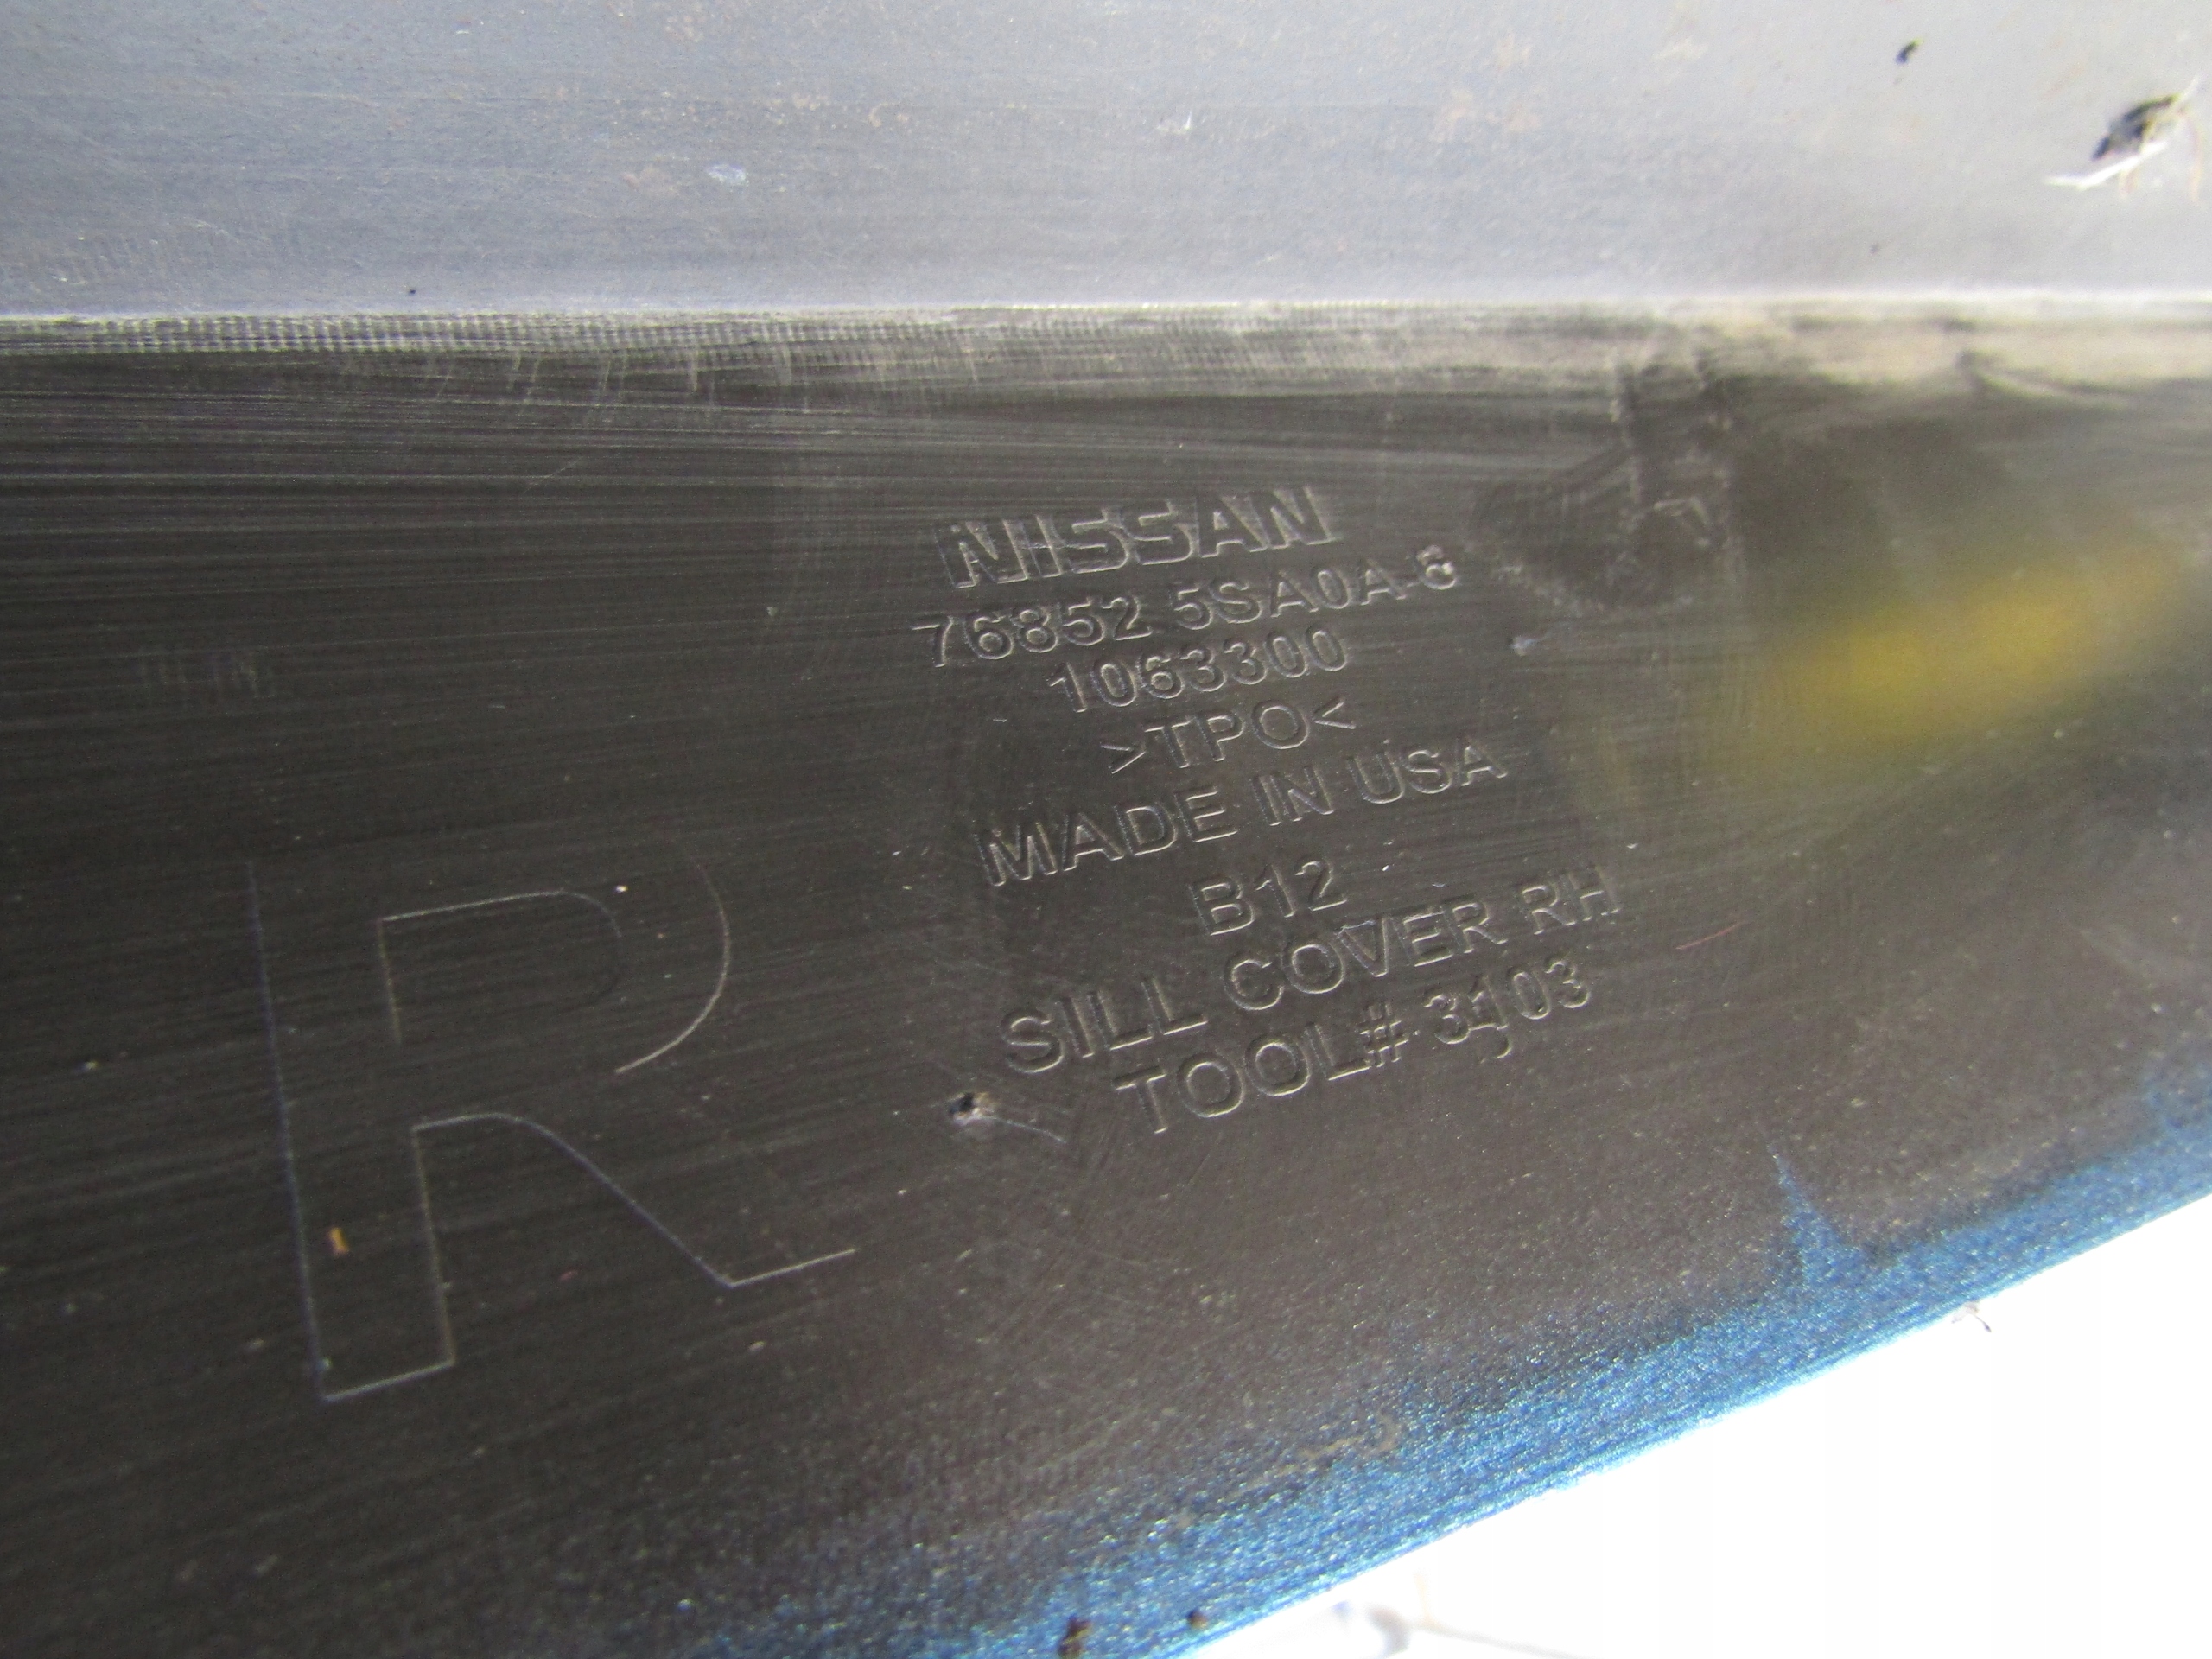 NISSAN
76852 5SA0A-8
1063300
>TPO<
MADE IN USA
B12
SILL COVER RH
TOOL# 3103
R